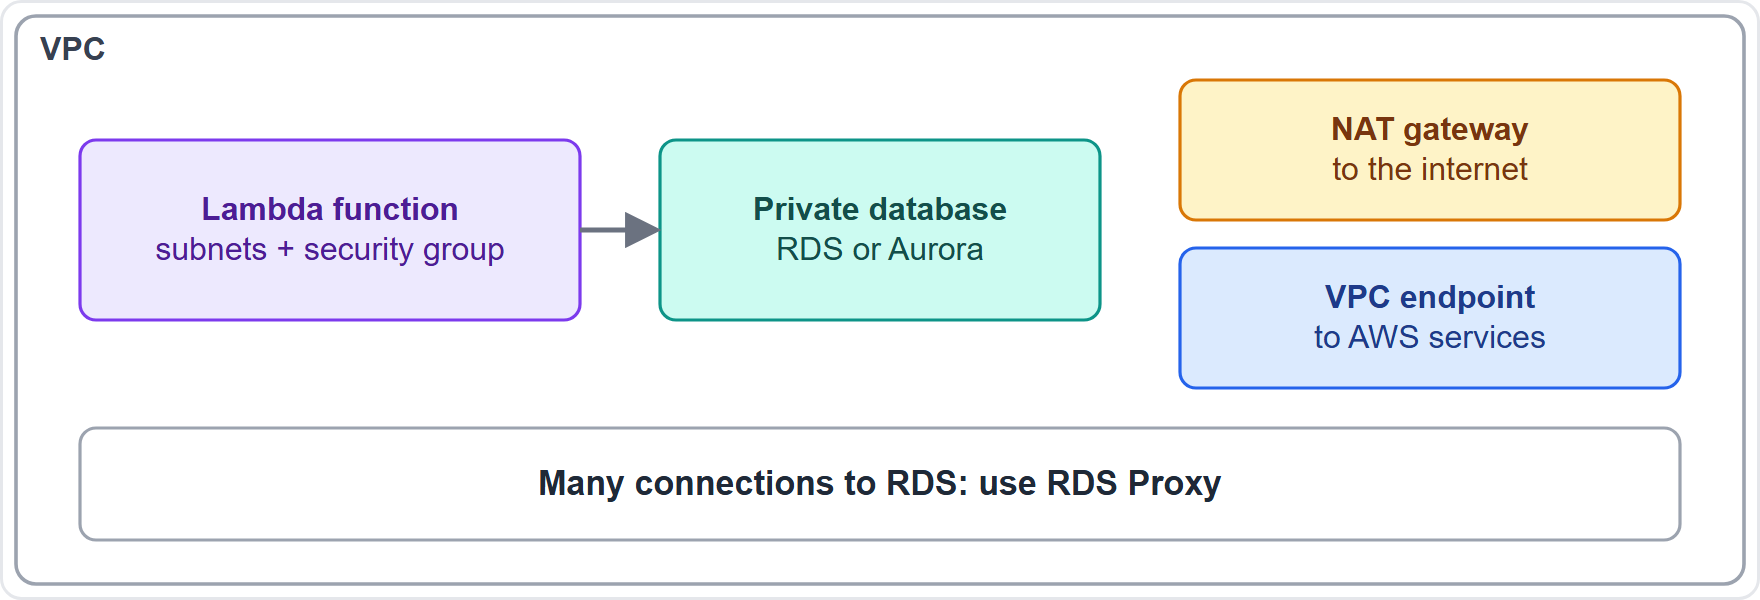 VPC
Lambda function
subnets + security group
Private database
RDS or Aurora
NAT gateway
to the internet
VPC endpoint
to AWS services
Many connections to RDS: use RDS Proxy